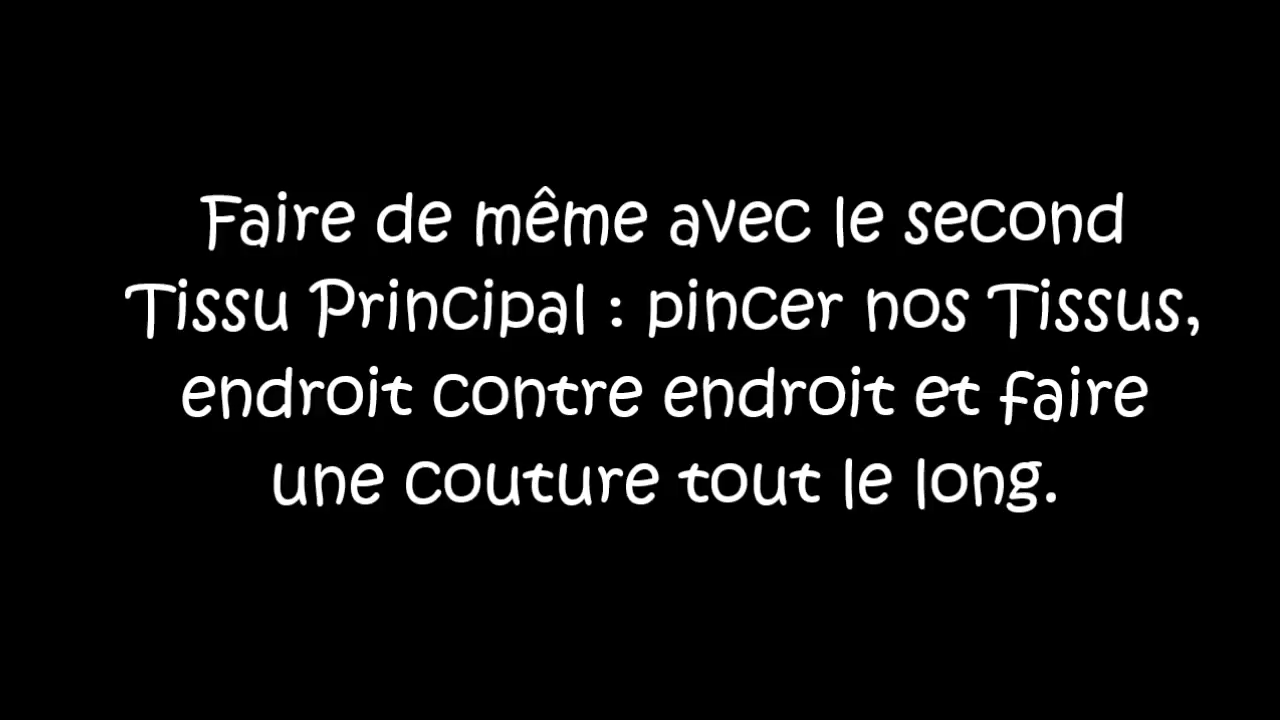 Faire de même avec le second
Tissu Principal : pincer nos Tissus,
endroit contre endroit et faire
une couture tout le long.